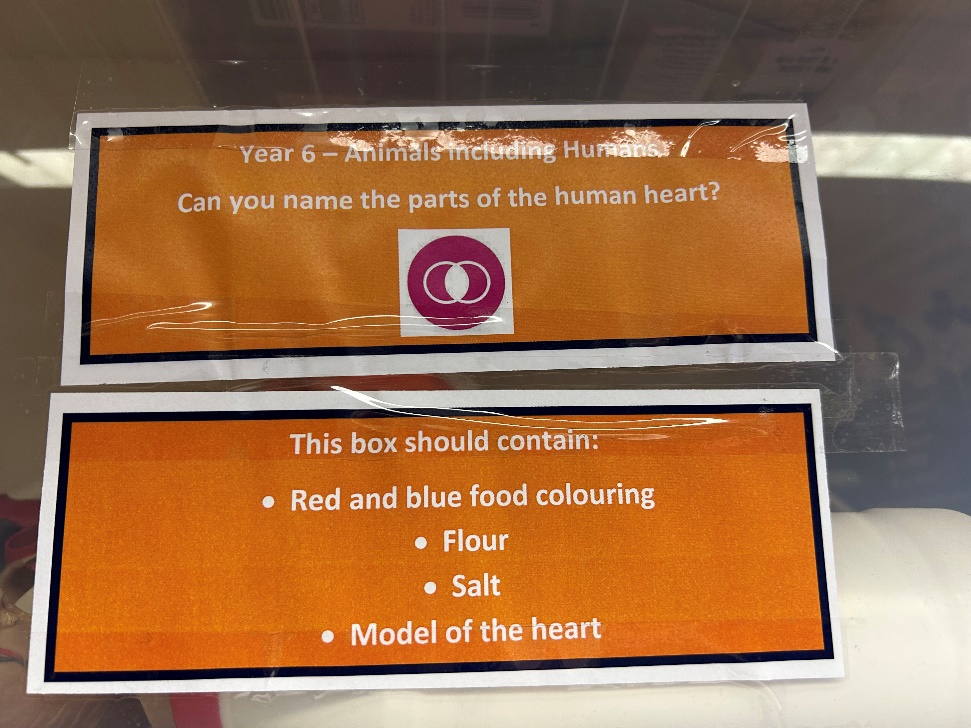 Year 6 – Animals including Humans.
Can you name the parts of the human heart?
This box should contain:
• Red and blue food colouring
• Flour
• Salt
• Model of the heart